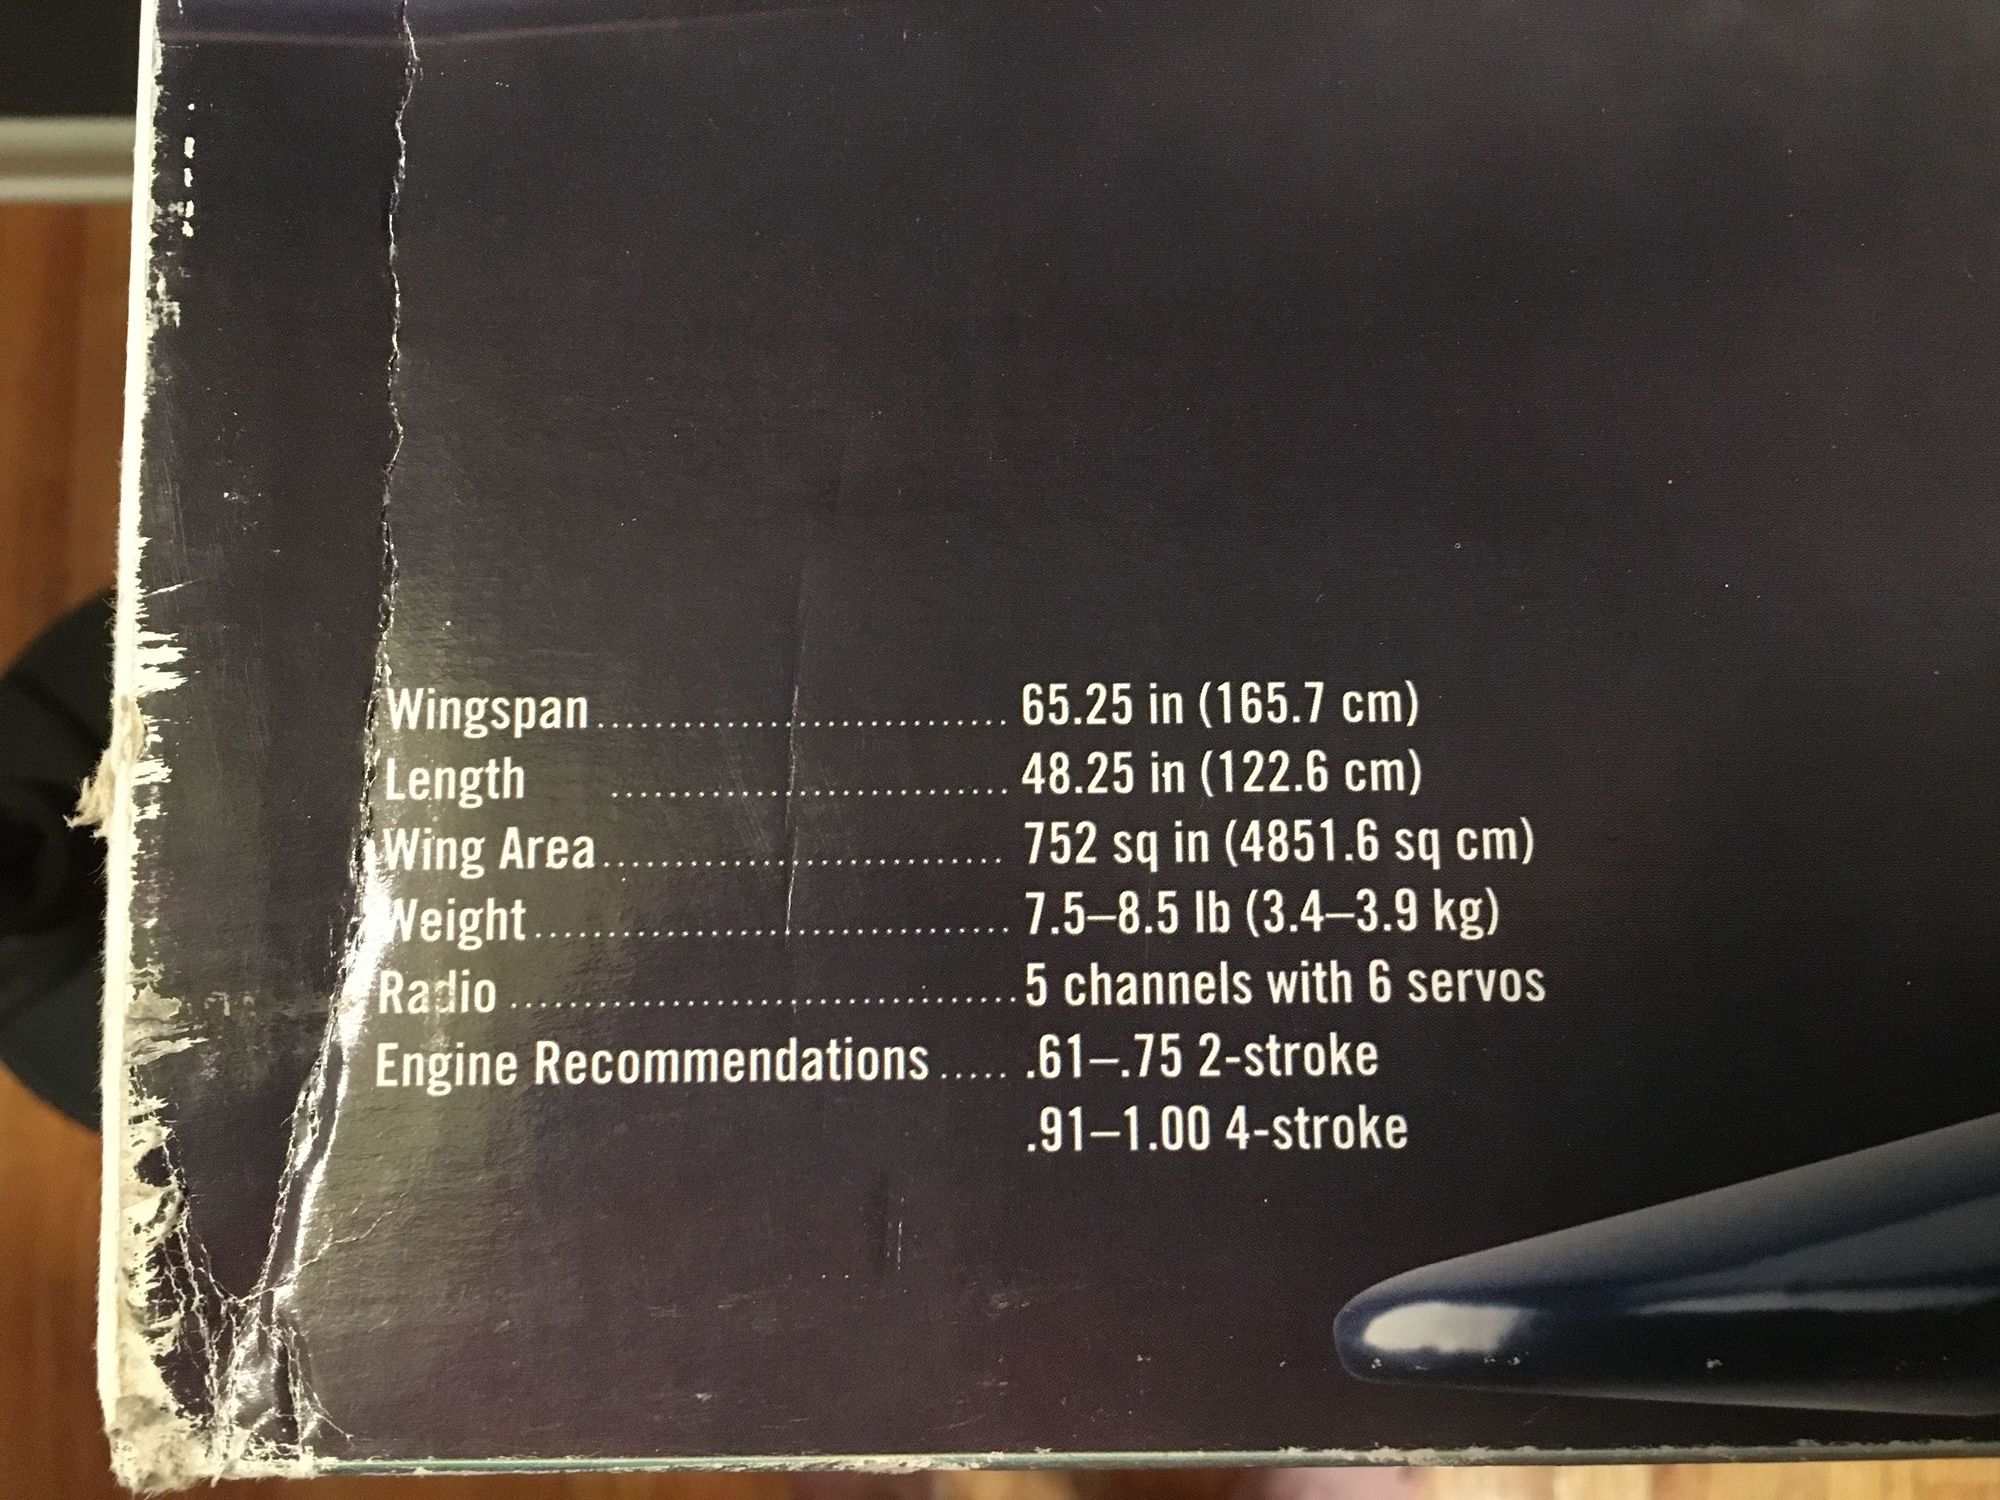 Wingspan ............................. 65.25 in (165.7 cm)
Length ............................ 48.25 in (122.6 cm)
Wing Area............................ 752 sq in (4851.6 sq cm)
Weight................................. 7.5–8.5 lb (3.4–3.9 kg)
Radio ................................... 5 channels with 6 servos
Engine Recommendations ..... .61–.75 2-stroke
.91–1.00 4-stroke